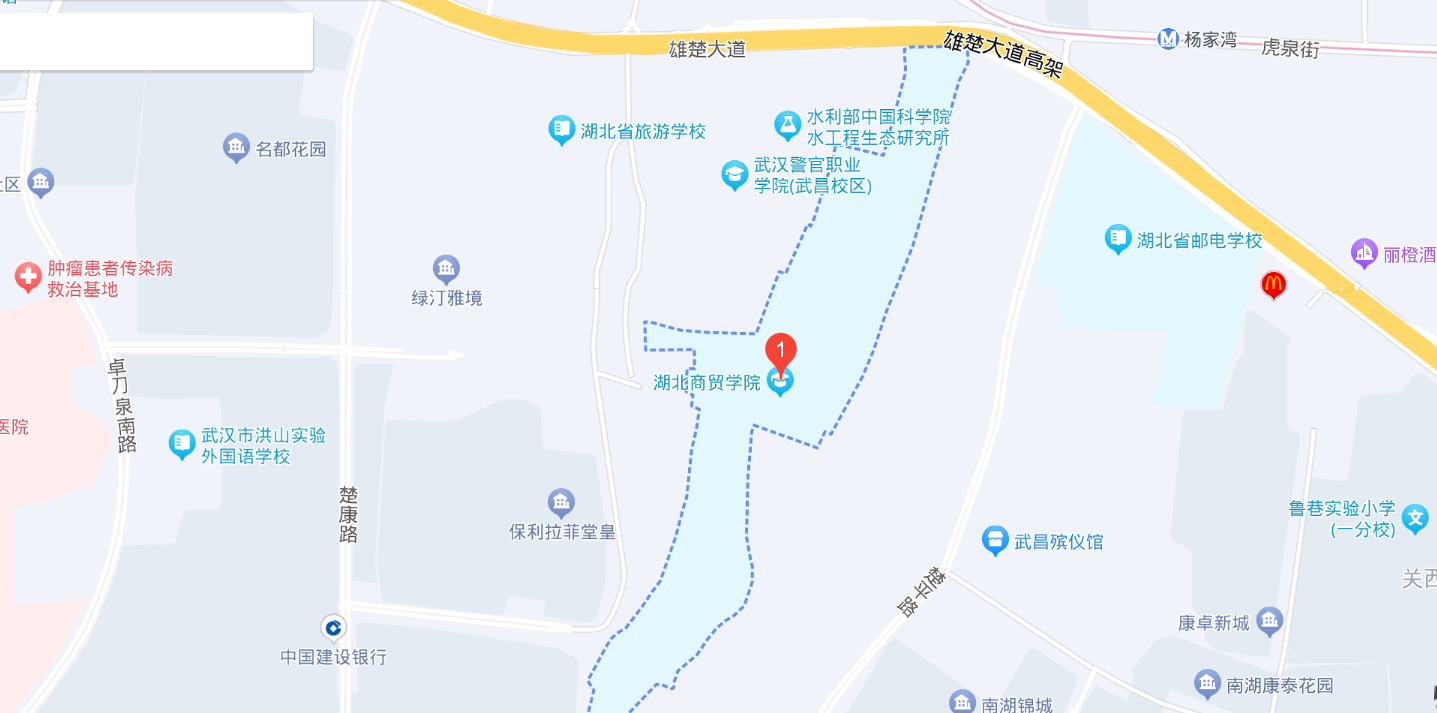 雄楚大道
雄楚大道高架
杨家湾
虎泉街
名都花园
湖北省旅游学校
水利部中国科学院
水工程生态研究所
武汉警官职业
学院(武昌校区)
社区
湖北省邮电学校
丽橙酒
肿瘤患者传染病
救治基地
绿汀雅境
1
湖北商贸学院
卓刀泉南路
医院
武汉市洪山实验
外国语学校
楚康路
保利拉菲堂皇
武昌殡仪馆
鲁巷实验小学
(一分校)
文
关西
楚平路
康卓新城
中国建设银行
南湖康泰花园
南湖锦城